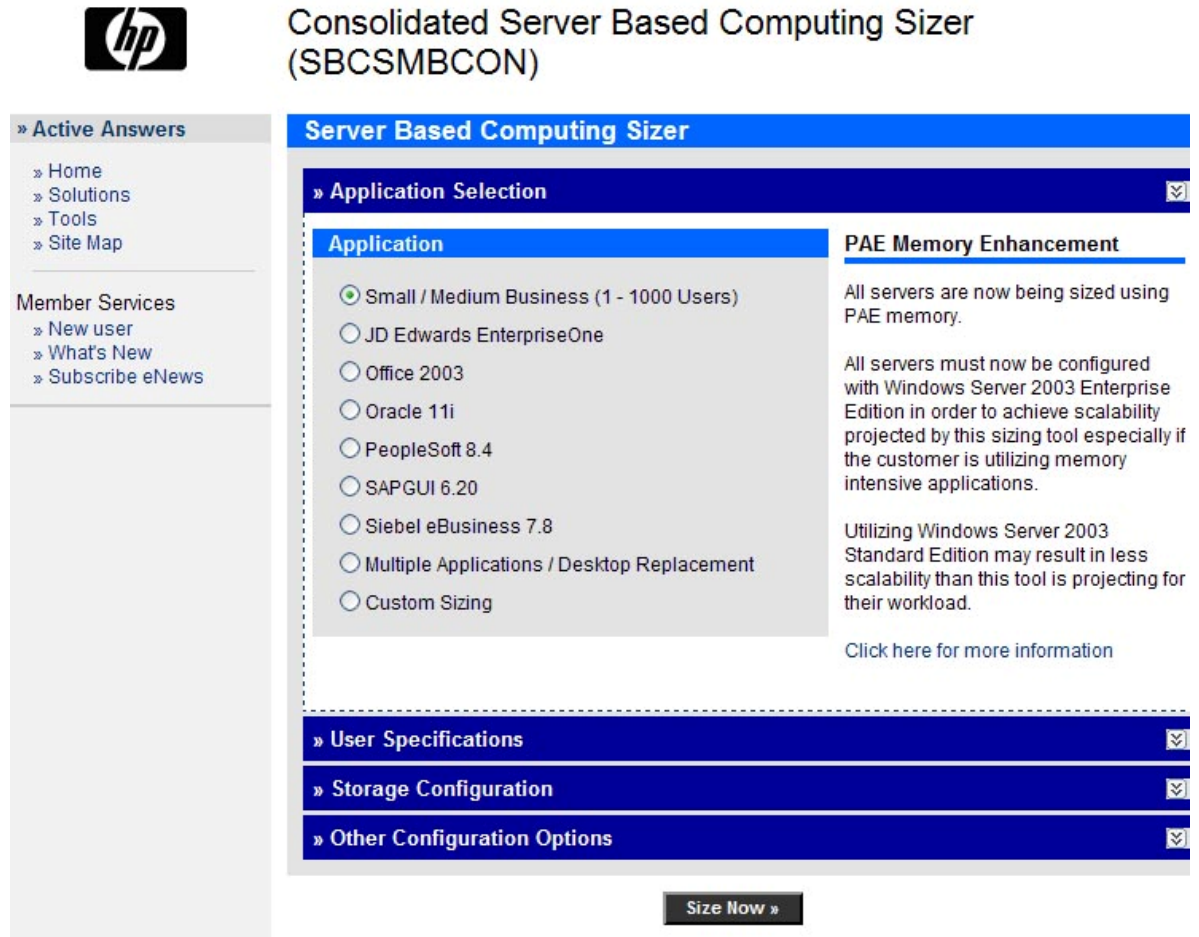 hp
Consolidated Server Based Computing Sizer
(SBCSMBCON)
» Active Answers
» Home
» Solutions
» Tools
» Site Map
Member Services
» New user
» What's New
» Subscribe eNews
Server Based Computing Sizer
» Application Selection
Application
Small / Medium Business (1 - 1000 Users)
JD Edwards EnterpriseOne
Office 2003
Oracle 11i
PeopleSoft 8.4
SAPGUI 6.20
Siebel eBusiness 7.8
Multiple Applications / Desktop Replacement
Custom Sizing
PAE Memory Enhancement
All servers are now being sized using
PAE memory.
All servers must now be configured
with Windows Server 2003 Enterprise
Edition in order to achieve scalability
projected by this sizing tool especially if
the customer is utilizing memory
intensive applications.
Utilizing Windows Server 2003
Standard Edition may result in less
scalability than this tool is projecting for
their workload.
Click here for more information
» User Specifications
» Storage Configuration
» Other Configuration Options
Size Now »